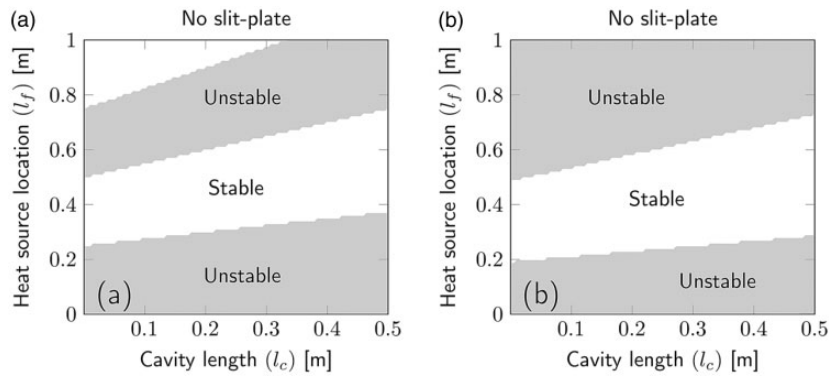 (a)
No slit-plate
Heat source location (l_f) [m]
1
0.8
0.6
0.4
0.2
0
Unstable
Stable
Unstable
(a)
0.1
0.2
0.3
0.4
0.5
Cavity length (l_c) [m]
(b)
No slit-plate
Heat source location (l_f) [m]
1
0.8
0.6
0.4
0.2
0
Unstable
Stable
Unstable
(b)
0.1
0.2
0.3
0.4
0.5
Cavity length (l_c) [m]